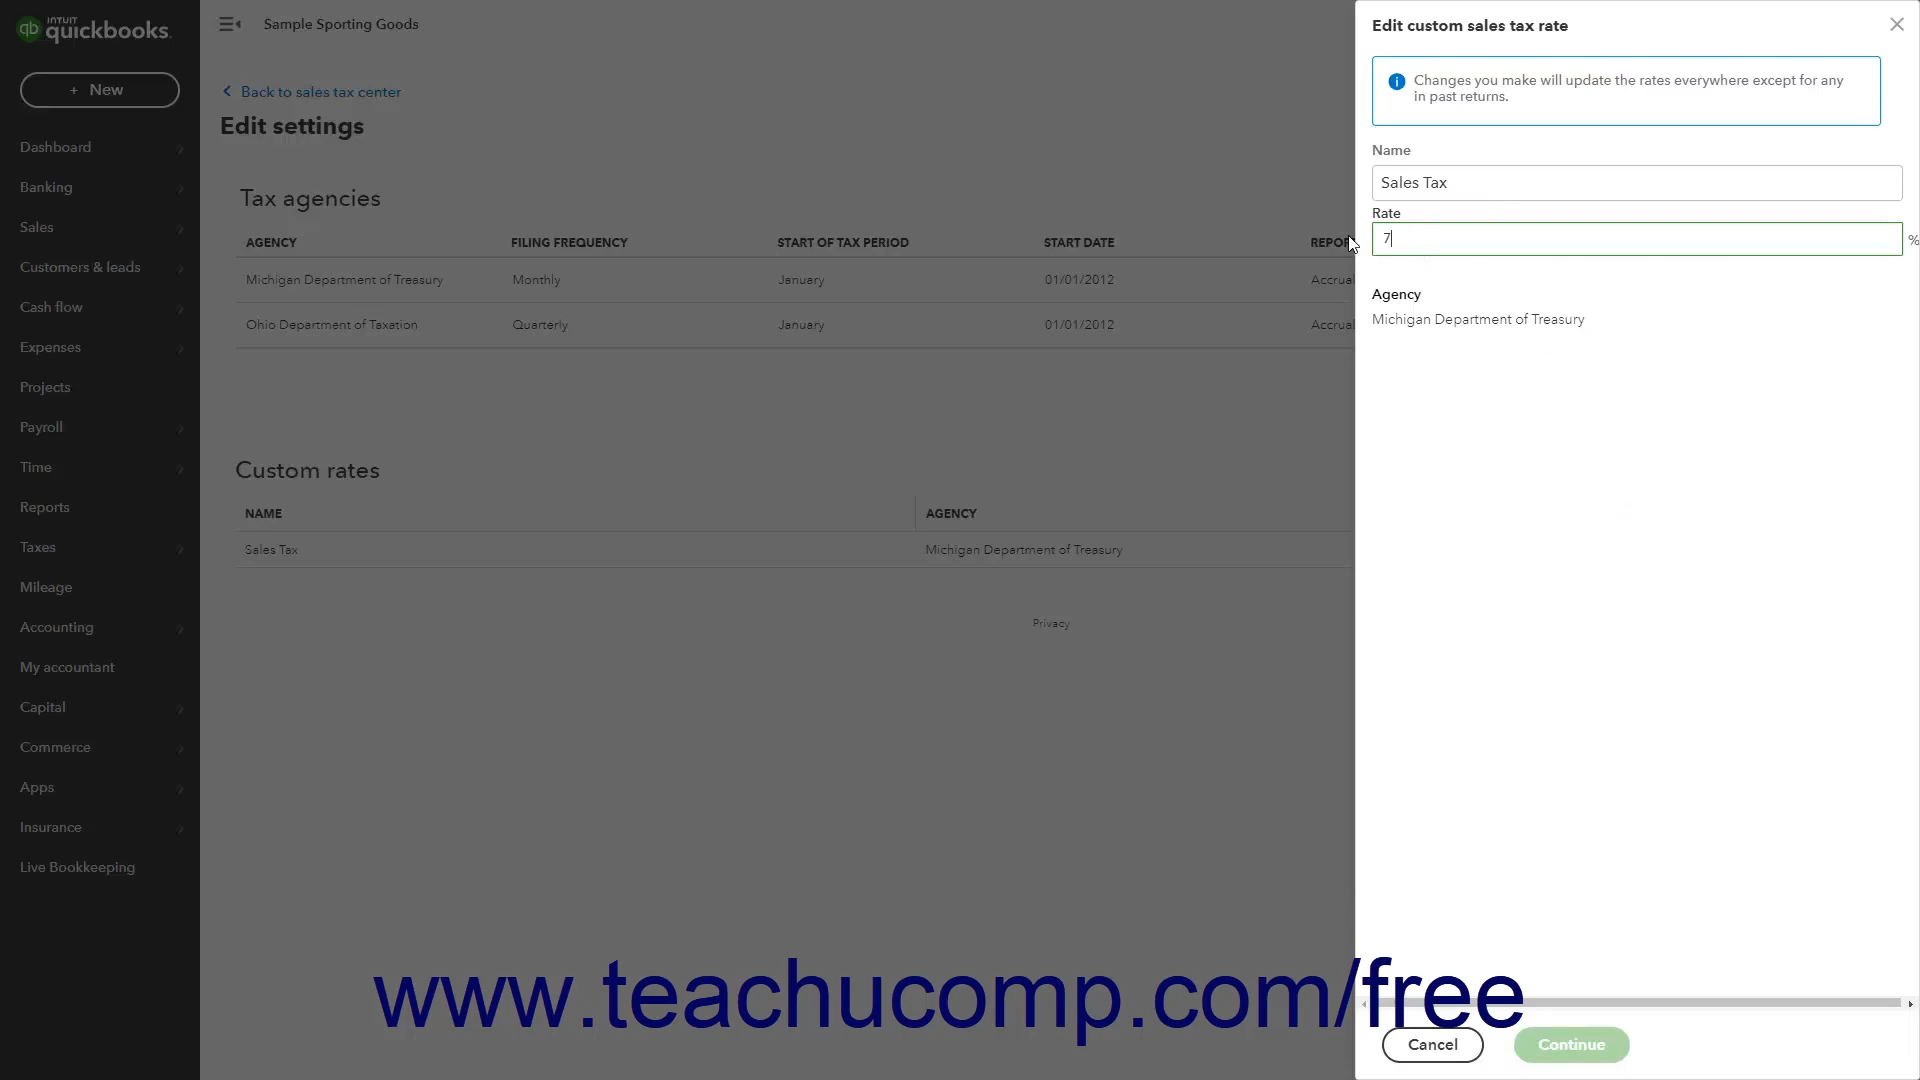 INTUIT
quickbooks.
+ New
Dashboard
Banking
Sales
Customers & leads
Cash flow
Expenses
Projects
Payroll
Time
Reports
Taxes
Mileage
Accounting
My accountant
Capital
Commerce
Apps
Insurance
Live Bookkeeping
Sample Sporting Goods
Back to sales tax center
Edit settings
Tax agencies
AGENCY FILING FREQUENCY START OF TAX PERIOD START DATE REPO
Michigan Department of Treasury Monthly January 01/01/2012 Accrual
Ohio Department of Taxation Quarterly January 01/01/2012 Accrual
Custom rates
NAME AGENCY
Sales Tax Michigan Department of Treasury
Privacy
Edit custom sales tax rate
Changes you make will update the rates everywhere except for any
in past returns.
Name
Sales Tax
Rate
7 %
Agency
Michigan Department of Treasury
www.teachucomp.com/free
Cancel Continue